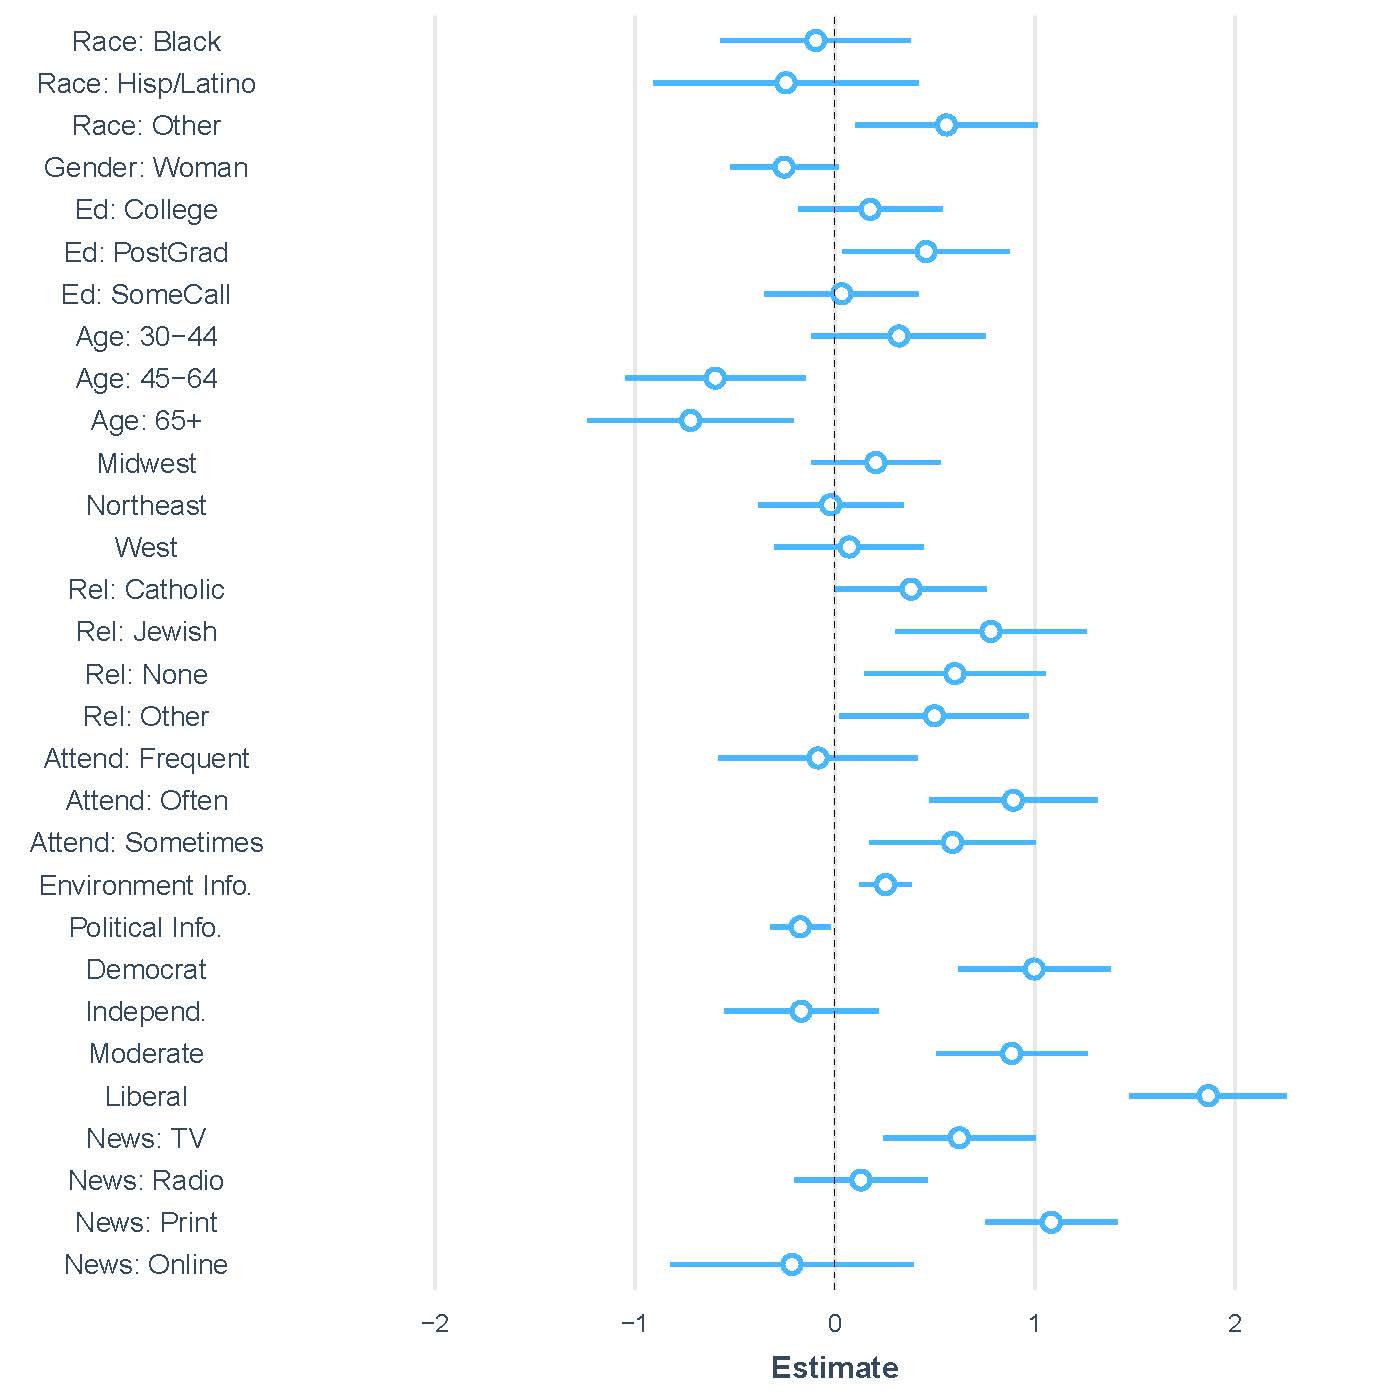 Race: Black
Race: Hisp/Latino
Race: Other
Gender: Woman
Ed: College
Ed: PostGrad
Ed: SomeCall
Age: 30−44
Age: 45−64
Age: 65+
Midwest
Northeast
West
Rel: Catholic
Rel: Jewish
Rel: None
Rel: Other
Attend: Frequent
Attend: Often
Attend: Sometimes
Environment Info.
Political Info.
Democrat
Independ.
Moderate
Liberal
News: TV
News: Radio
News: Print
News: Online
−2 −1 0 1 2
Estimate